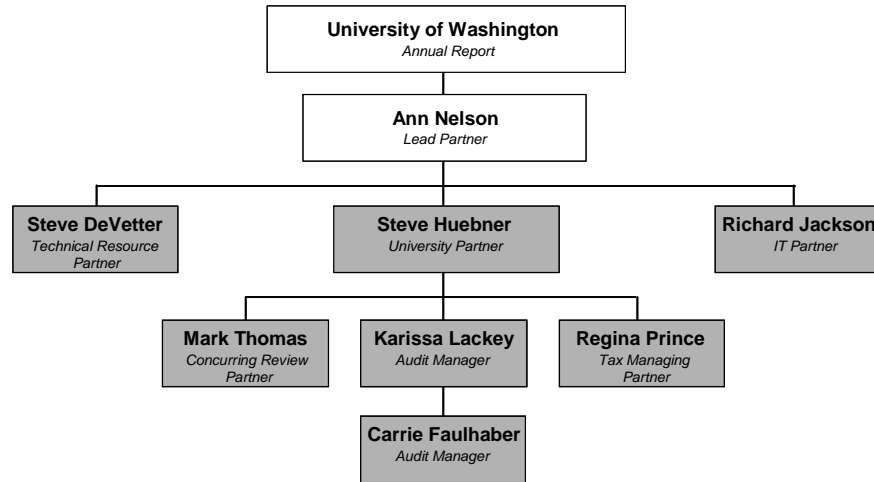 University of Washington
Annual Report
Ann Nelson
Lead Partner
Steve DeVetter
Technical Resource
Partner
Steve Huebner
University Partner
Richard Jackson
IT Partner
Mark Thomas
Concurring Review
Partner
Karissa Lackey
Audit Manager
Regina Prince
Tax Managing
Partner
Carrie Faulhaber
Audit Manager